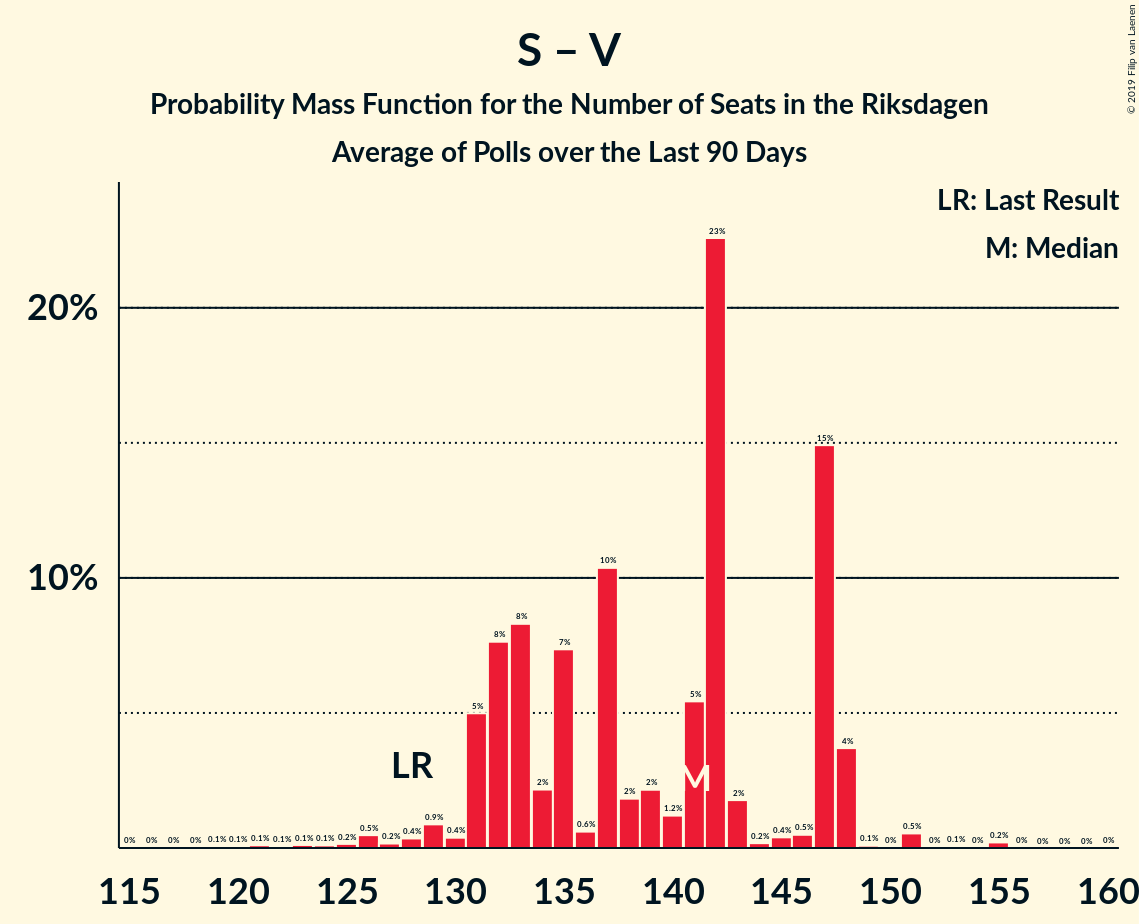 S – V
Probability Mass Function for the Number of Seats in the Riksdagen
Average of Polls over the Last 90 Days
© 2019 Filip van Laenen
LR: Last Result
M: Median
20%
10%
0% 0% 0% 0% 0.1% 0.1% 0.1% 0.1% 0.1% 0.1% 0.2% 0.5% 0.2% 0.4% 0.9% 0.4% 5% 8% 8% 2% 7% 0.6% 10% 2% 2% 1.2% 5% 23% 2% 0.2% 0.4% 0.5% 15% 4% 0.1% 0% 0.5% 0% 0.1% 0% 0.2% 0% 0% 0% 0% 0%
LR
M
115 120 125 130 135 140 145 150 155 160